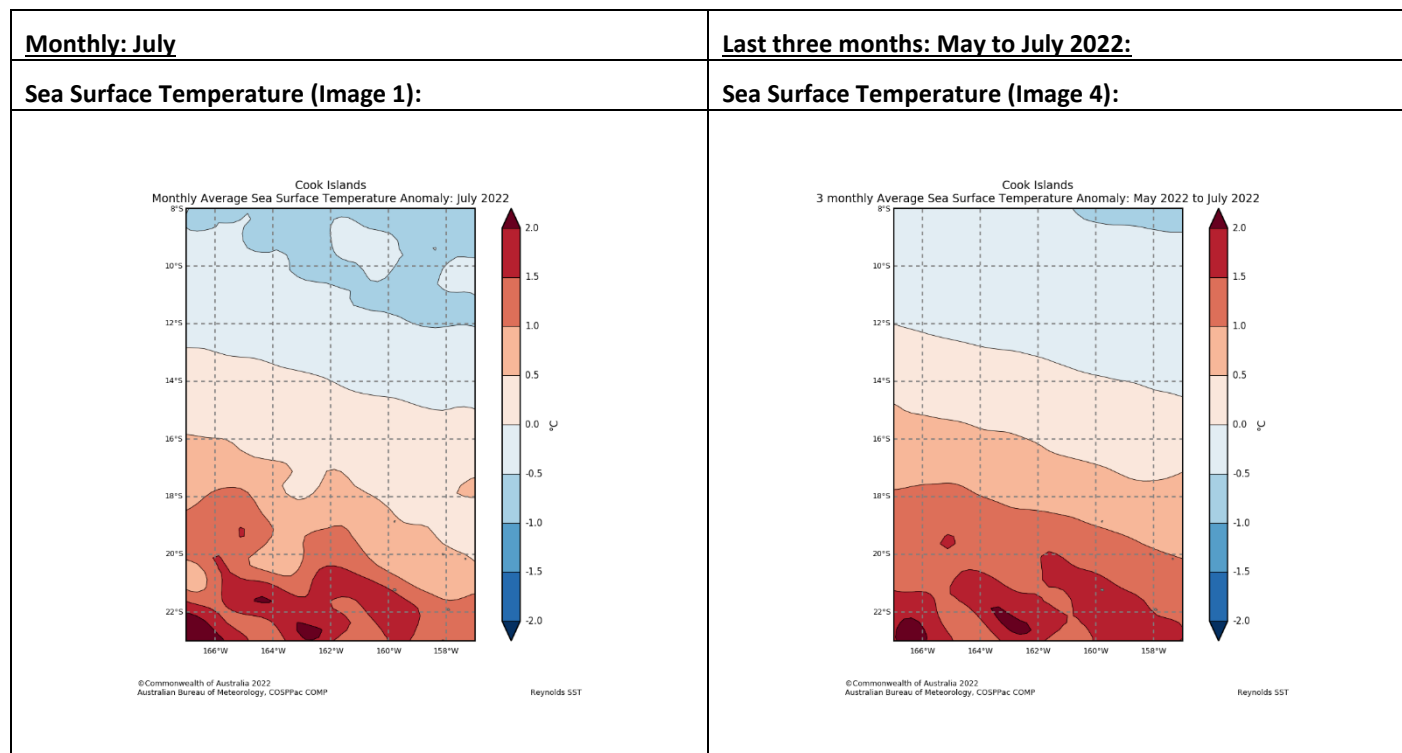 Monthly: July
Last three months: May to July 2022:
Sea Surface Temperature (Image 1):
Sea Surface Temperature (Image 4):
Cook Islands
Monthly Average Sea Surface Temperature Anomaly: July 2022
8°S
10°S
12°S
14°S
16°S
18°S
20°S
22°S
166°W 164°W 162°W 160°W 158°W
2.0
1.5
1.0
0.5
0.0
-0.5
-1.0
-1.5
-2.0
°C
©Commonwealth of Australia 2022
Australian Bureau of Meteorology, COSPPac COMP
Reynolds SST
Cook Islands
3 monthly Average Sea Surface Temperature Anomaly: May 2022 to July 2022
8°S
10°S
12°S
14°S
16°S
18°S
20°S
22°S
166°W 164°W 162°W 160°W 158°W
2.0
1.5
1.0
0.5
0.0
-0.5
-1.0
-1.5
-2.0
°C
©Commonwealth of Australia 2022
Australian Bureau of Meteorology, COSPPac COMP
Reynolds SST